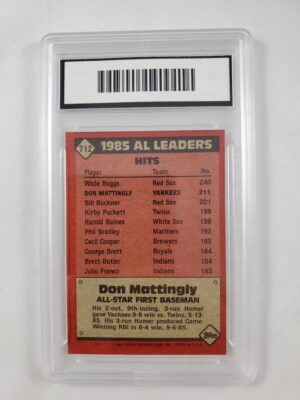 712 1985 AL LEADERS
HITS
Player Team No.
Wade Boggs Red Sox 240
DON MATTINGLY YANKEES 211
Bill Buckner Red Sox 201
Kirby Puckett Twins 199
Harold Baines White Sox 198
Phil Bradley Mariners 192
Cecil Cooper Brewers 185
George Brett Royals 184
Brett Butler Indians 184
Julio Franco Indians 183
Don Mattingly
ALL-STAR FIRST BASEMAN
His 2-out, 9th-inning, 3-run Homer
gave Yankees 9-8 win vs. Twins, 5-13-
85. His 3-run Homer produced Game-
Winning RBI in 8-4 win, 9-6-85.
Topps